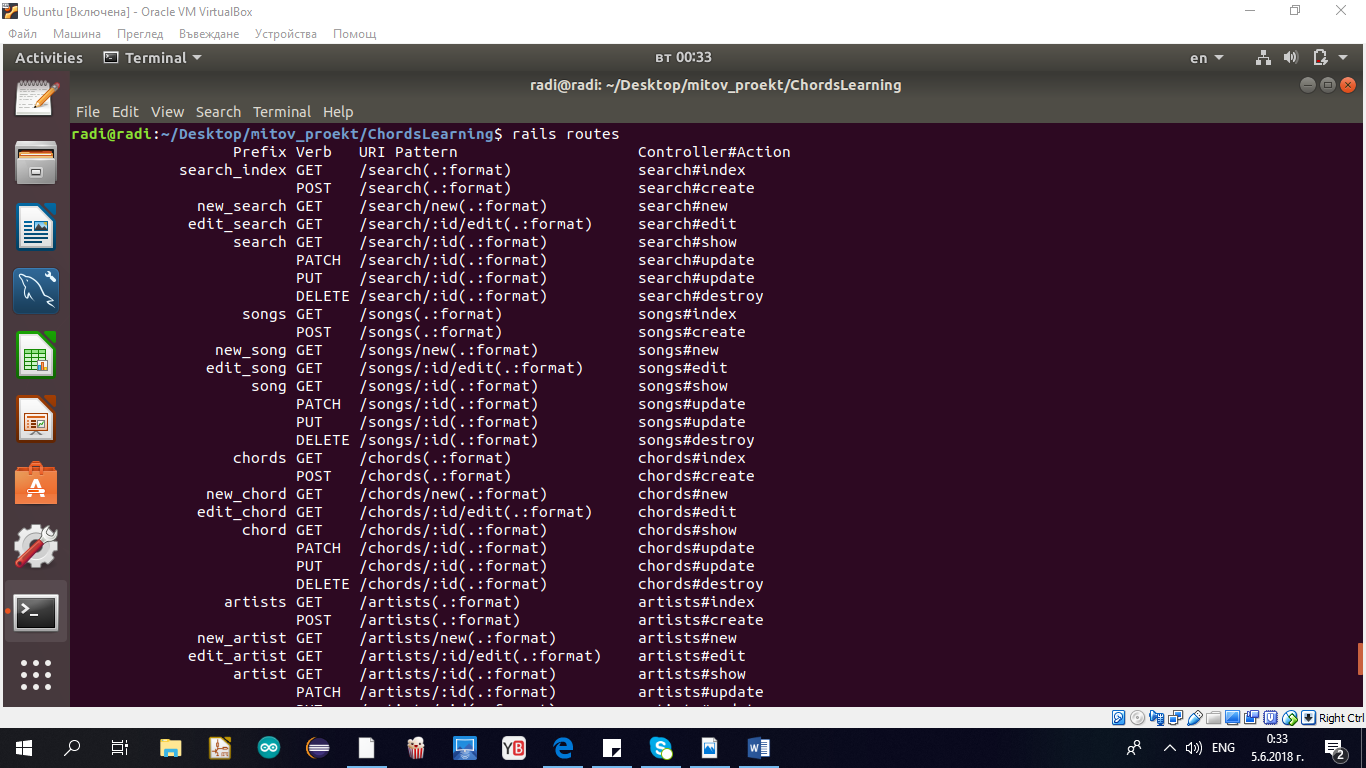 Ubuntu [Включена] - Oracle VM VirtualBox
Файл Машина Преглед Въвеждане Устройства Помощ
Activities Terminal вт 00:33 en
radi@radi: ~/Desktop/mitov_proekt/ChordsLearning
File Edit View Search Terminal Help
radi@radi:~/Desktop/mitov_proekt/ChordsLearning$ rails routes
Prefix Verb URI Pattern Controller#Action
search_index GET /search(.:format) search#index
POST /search(.:format) search#create
new_search GET /search/new(.:format) search#new
edit_search GET /search/:id/edit(.:format) search#edit
search GET /search/:id(.:format) search#show
PATCH /search/:id(.:format) search#update
PUT /search/:id(.:format) search#update
DELETE /search/:id(.:format) search#destroy
songs GET /songs(.:format) songs#index
POST /songs(.:format) songs#create
new_song GET /songs/new(.:format) songs#new
edit_song GET /songs/:id/edit(.:format) songs#edit
song GET /songs/:id(.:format) songs#show
PATCH /songs/:id(.:format) songs#update
PUT /songs/:id(.:format) songs#update
DELETE /songs/:id(.:format) songs#destroy
chords GET /chords(.:format) chords#index
POST /chords(.:format) chords#create
new_chord GET /chords/new(.:format) chords#new
edit_chord GET /chords/:id/edit(.:format) chords#edit
chord GET /chords/:id(.:format) chords#show
PATCH /chords/:id(.:format) chords#update
PUT /chords/:id(.:format) chords#update
DELETE /chords/:id(.:format) chords#destroy
artists GET /artists(.:format) artists#index
POST /artists(.:format) artists#create
new_artist GET /artists/new(.:format) artists#new
edit_artist GET /artists/:id/edit(.:format) artists#edit
artist GET /artists/:id(.:format) artists#show
PATCH /artists/:id(.:format) artists#update
Right Ctrl
ENG
0:33
5.6.2018 г.
2